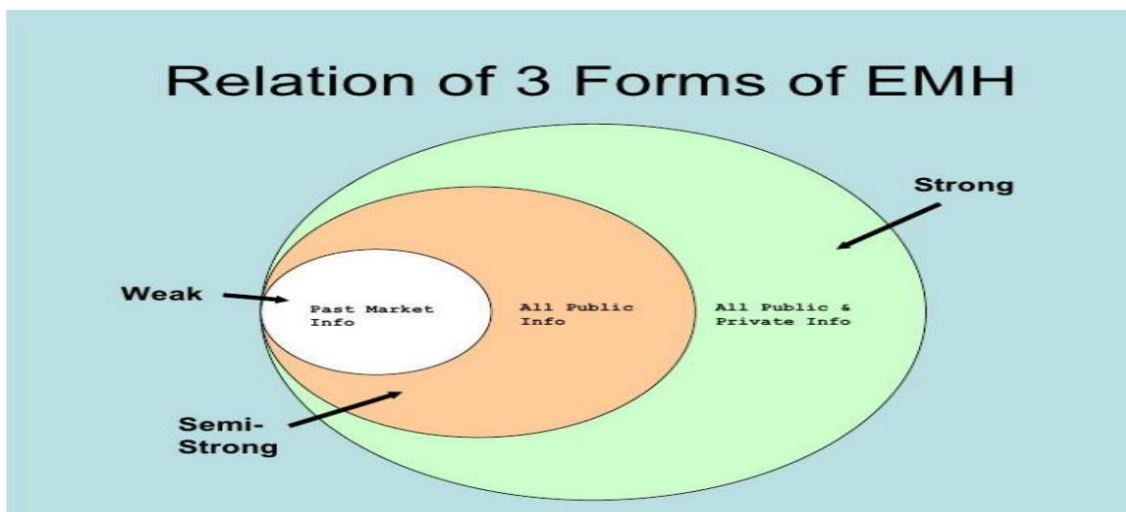 Relation of 3 Forms of EMH
Strong
Weak
Past Market
Info
All Public
Info
All Public &
Private Info
Semi-
Strong